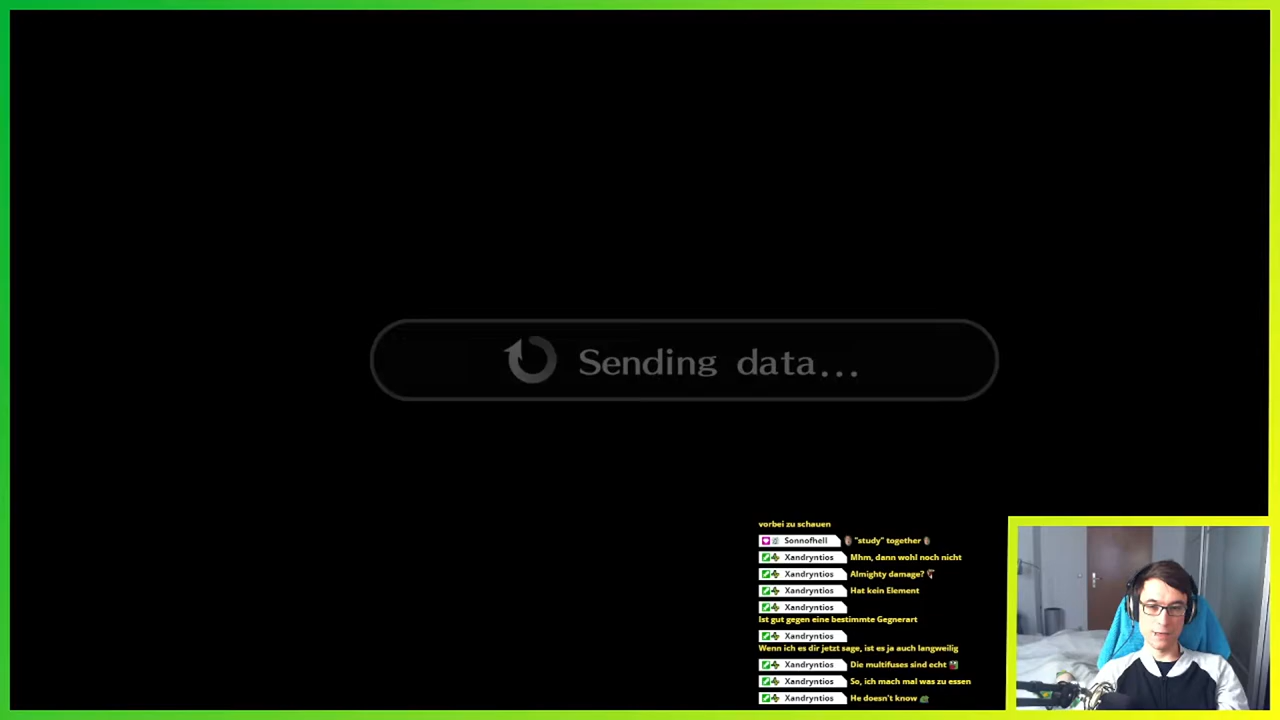 Sending data...
vorbei zu schauen
Sonnofhell "study" together
Xandryntios Mhm, dann wohl noch nicht
Xandryntios Almighty damage?
Xandryntios Hat kein Element
Xandryntios
Ist gut gegen eine bestimmte Gegnerart
Xandryntios
Wenn ich es dir jetzt sage, ist es ja auch langweilig
Xandryntios Die multifuses sind echt
Xandryntios So, ich mach mal was zu essen
Xandryntios He doesn't know